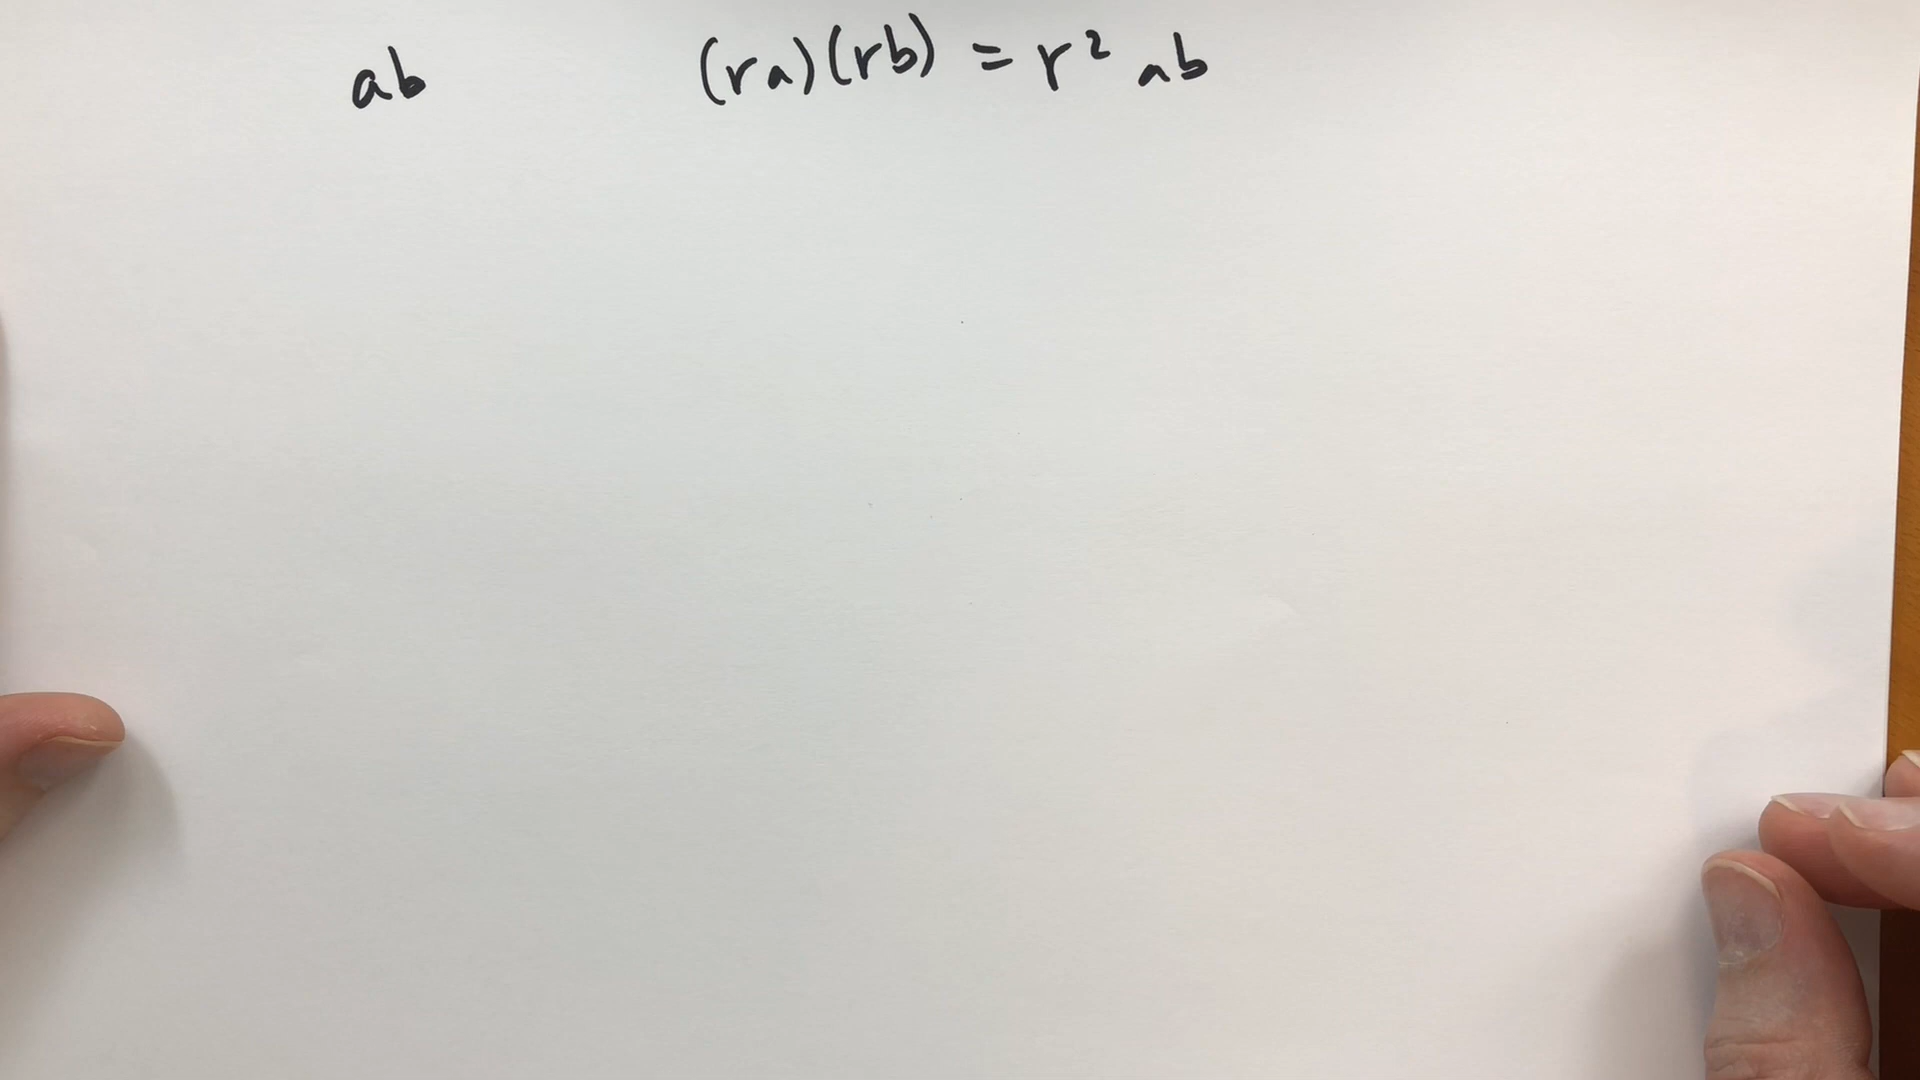 ab (ra)(rb) = r² ab